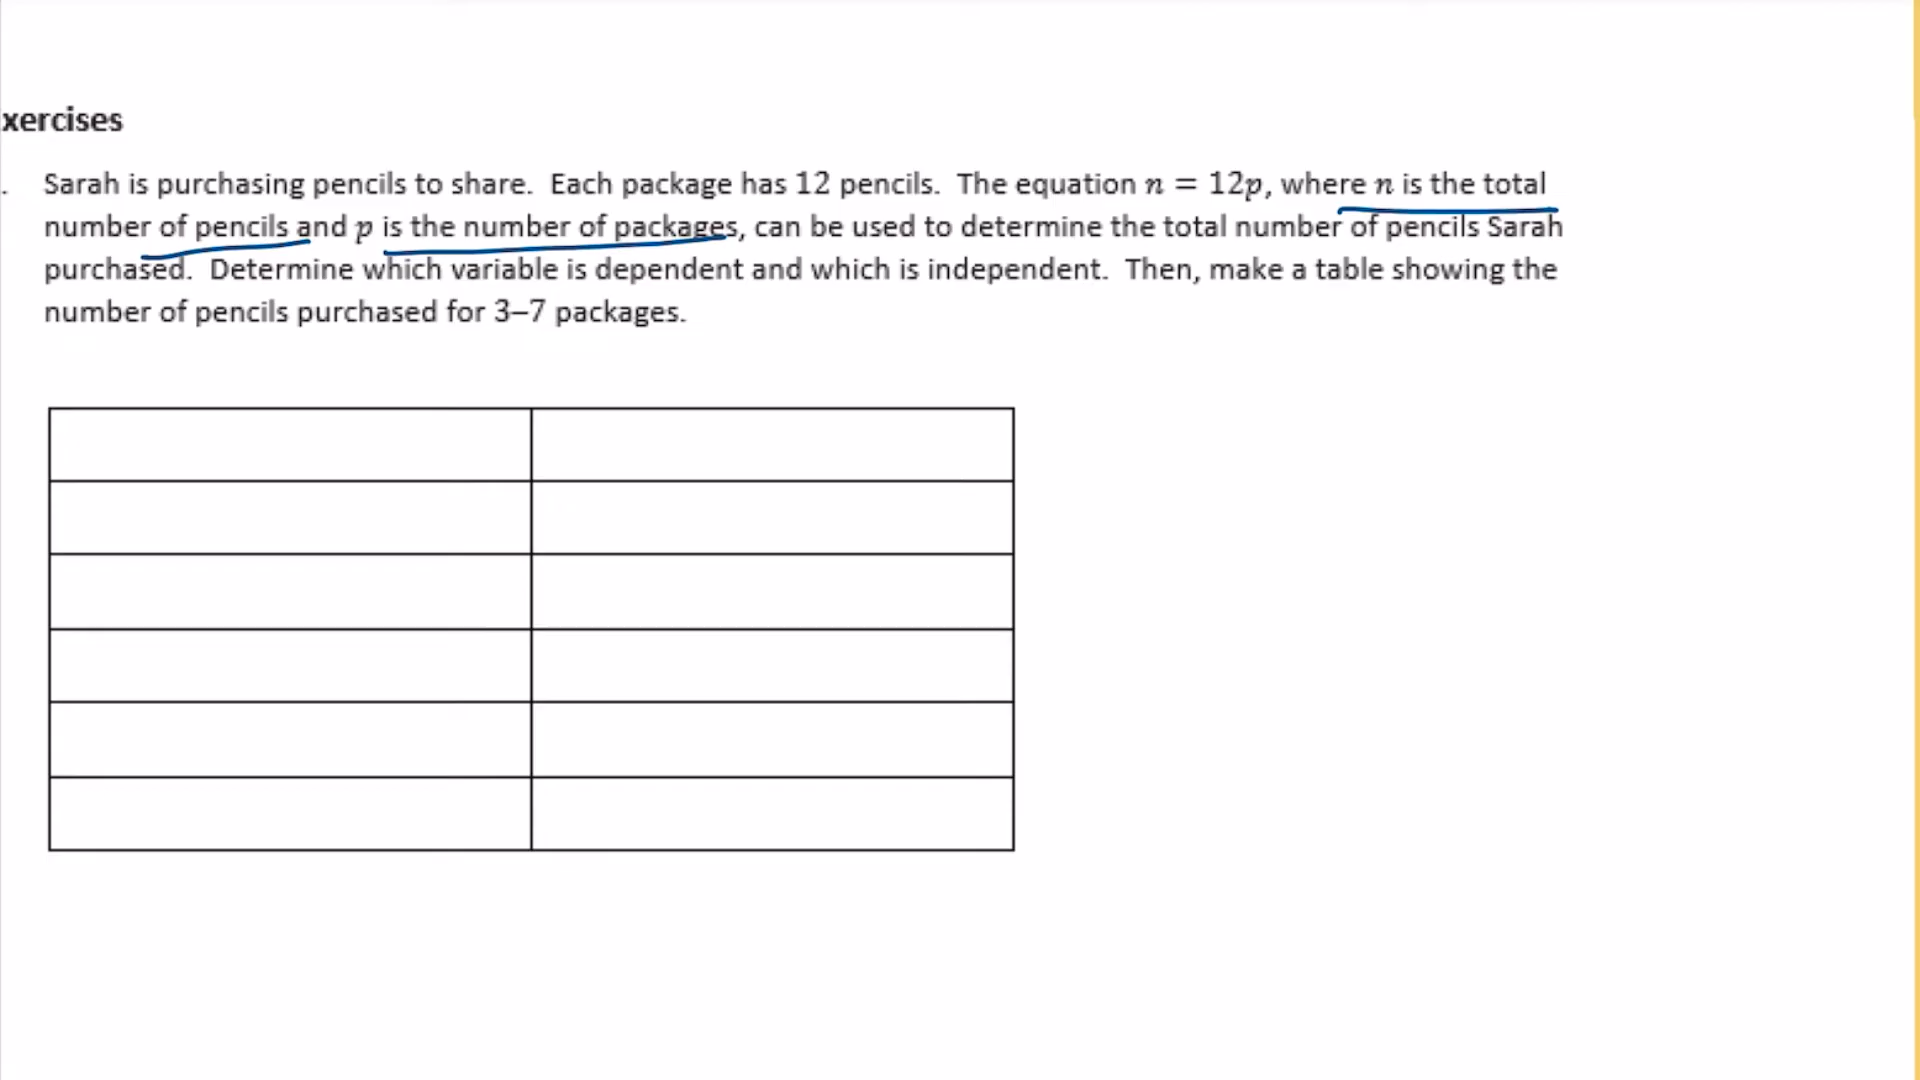 xercises
. Sarah is purchasing pencils to share. Each package has 12 pencils. The equation n = 12p, where n is the total
number of pencils and p is the number of packages, can be used to determine the total number of pencils Sarah
purchased. Determine which variable is dependent and which is independent. Then, make a table showing the
number of pencils purchased for 3–7 packages.